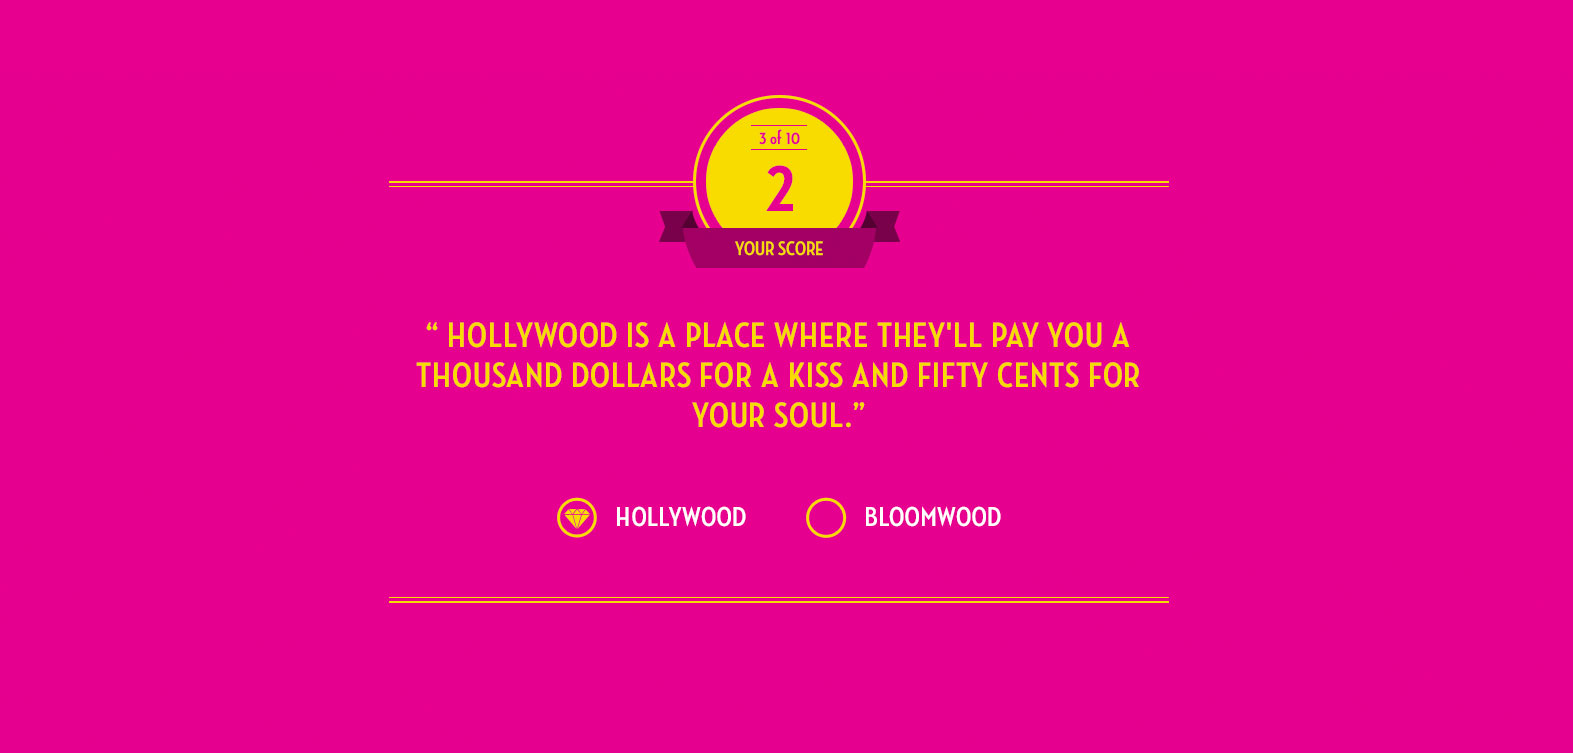 3 of 10
2
YOUR SCORE
“ HOLLYWOOD IS A PLACE WHERE THEY'LL PAY YOU A
THOUSAND DOLLARS FOR A KISS AND FIFTY CENTS FOR
YOUR SOUL.”
HOLLYWOOD BLOOMWOOD